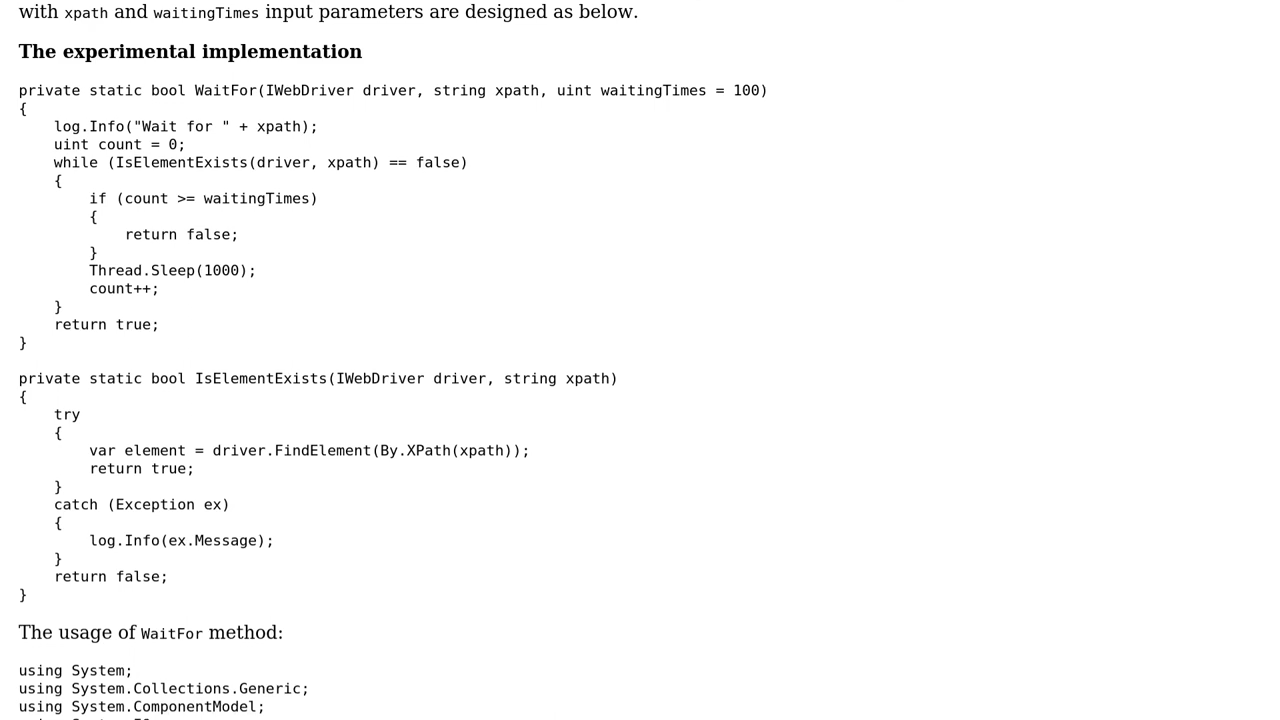 with xpath and waitingTimes input parameters are designed as below.
The experimental implementation
private static bool WaitFor(IWebDriver driver, string xpath, uint waitingTimes = 100)
{
    log.Info("Wait for " + xpath);
    uint count = 0;
    while (IsElementExists(driver, xpath) == false)
    {
        if (count >= waitingTimes)
        {
            return false;
        }
        Thread.Sleep(1000);
        count++;
    }
    return true;
}
private static bool IsElementExists(IWebDriver driver, string xpath)
{
    try
    {
        var element = driver.FindElement(By.XPath(xpath));
        return true;
    }
    catch (Exception ex)
    {
        log.Info(ex.Message);
    }
    return false;
}
The usage of WaitFor method:
using System;
using System.Collections.Generic;
using System.ComponentModel;